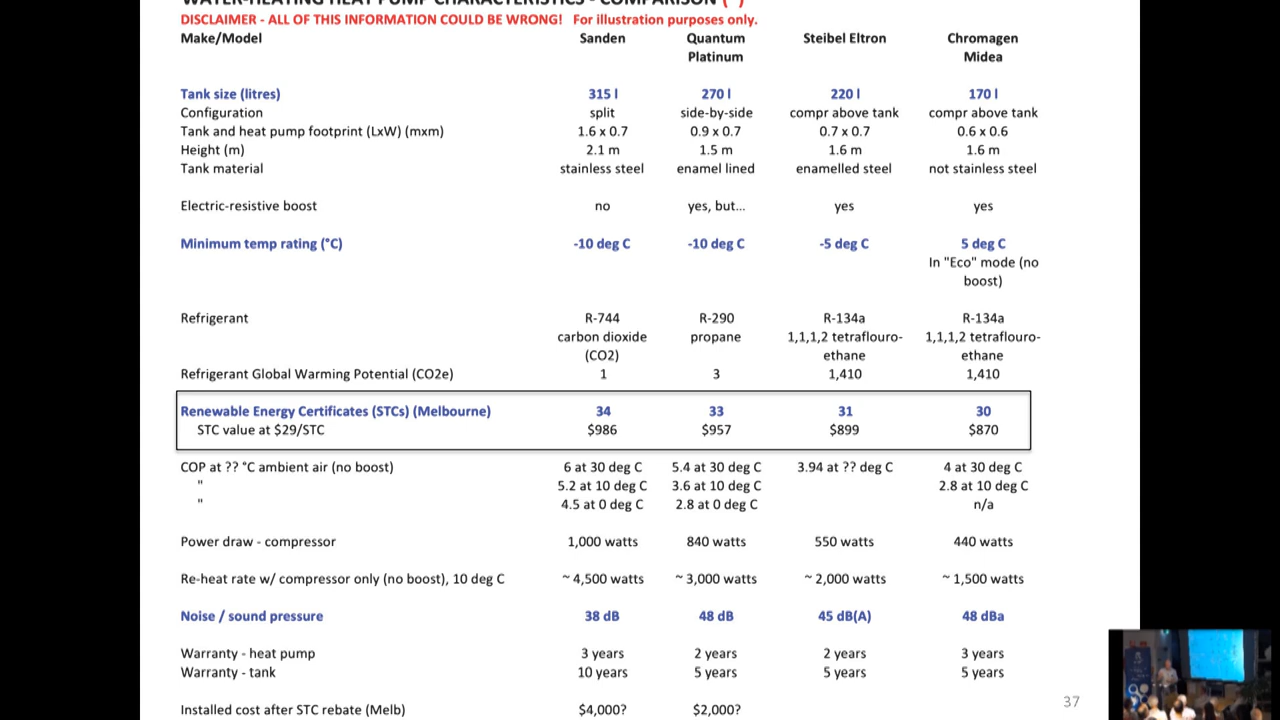 WATER-HEATING HEAT PUMP CHARACTERISTICS - COMPARISON (*)
DISCLAIMER - ALL OF THIS INFORMATION COULD BE WRONG! For illustration purposes only.
Make/Model Sanden Quantum Steibel Eltron Chromagen
Platinum Midea
Tank size (litres) 315 l 270 l 220 l 170 l
Configuration split side-by-side compr above tank compr above tank
Tank and heat pump footprint (LxW) (mxm) 1.6 x 0.7 0.9 x 0.7 0.7 x 0.7 0.6 x 0.6
Height (m) 2.1 m 1.5 m 1.6 m 1.6 m
Tank material stainless steel enamel lined enamelled steel not stainless steel
Electric-resistive boost no yes, but... yes yes
Minimum temp rating (°C) -10 deg C -10 deg C -5 deg C 5 deg C
In "Eco" mode (no
boost)
Refrigerant R-744 R-290 R-134a R-134a
carbon dioxide propane 1,1,1,2 tetraflouro- 1,1,1,2 tetraflouro-
(CO2) ethane ethane
Refrigerant Global Warming Potential (CO2e) 1 3 1,410 1,410
Renewable Energy Certificates (STCs) (Melbourne) 34 33 31 30
STC value at $29/STC $986 $957 $899 $870
COP at ?? °C ambient air (no boost) 6 at 30 deg C 5.4 at 30 deg C 3.94 at ?? deg C 4 at 30 deg C
" 5.2 at 10 deg C 3.6 at 10 deg C 2.8 at 10 deg C
" 4.5 at 0 deg C 2.8 at 0 deg C n/a
Power draw - compressor 1,000 watts 840 watts 550 watts 440 watts
Re-heat rate w/ compressor only (no boost), 10 deg C ~ 4,500 watts ~ 3,000 watts ~ 2,000 watts ~ 1,500 watts
Noise / sound pressure 38 dB 48 dB 45 dB(A) 48 dBa
Warranty - heat pump 3 years 2 years 2 years 3 years
Warranty - tank 10 years 5 years 5 years 5 years
37
Installed cost after STC rebate (Melb) $4,000? $2,000?